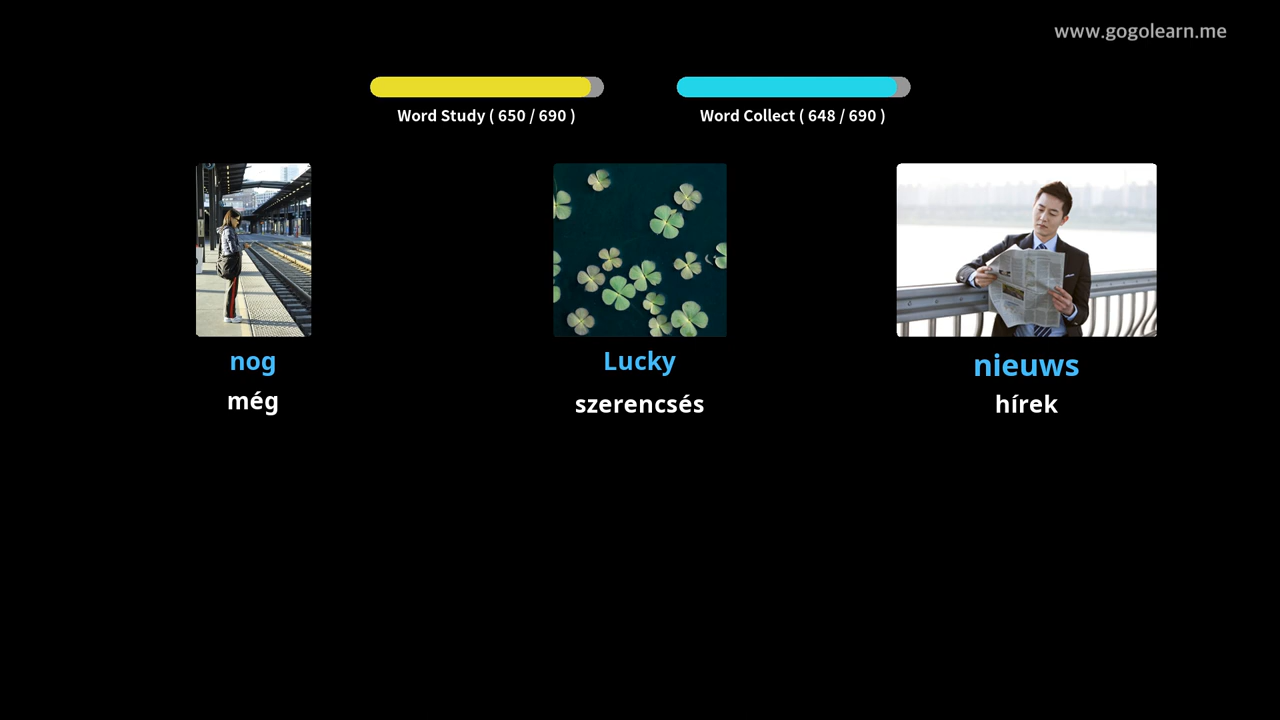 www.gogolearn.me
Word Study ( 650 / 690 )
Word Collect ( 648 / 690 )
nog
még
Lucky
szerencsés
nieuws
hírek